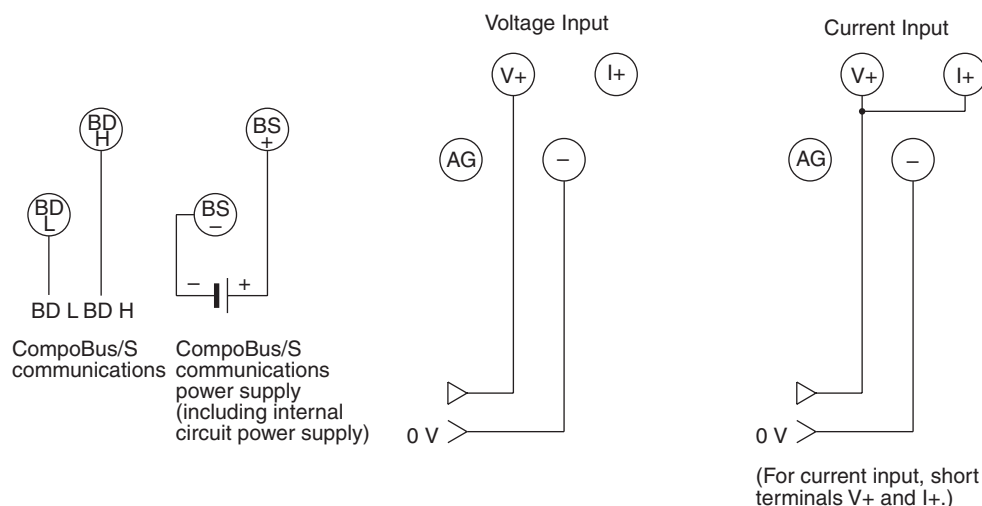 BD
H
BD
L
BD L BD H
CompoBus/S
communications
BS
+
BS
–
– +
CompoBus/S
communications
power supply
(including internal
circuit power supply)
Voltage Input
V+ I+
AG –
0 V
Current Input
V+ I+
AG –
0 V
(For current input, short
terminals V+ and I+.)